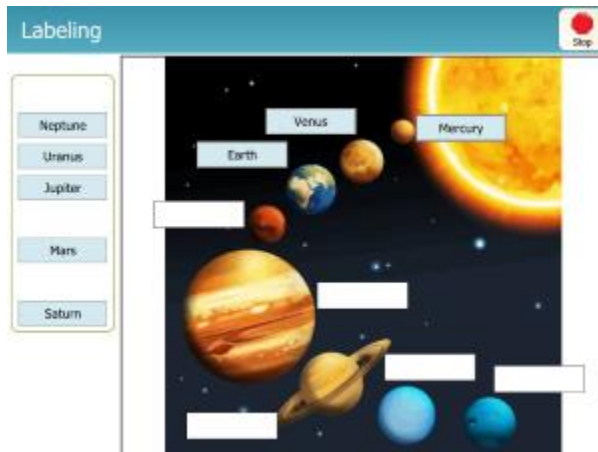 Labeling
Stop
Neptune
Uranus
Jupiter
Mars
Saturn
Venus
Mercury
Earth